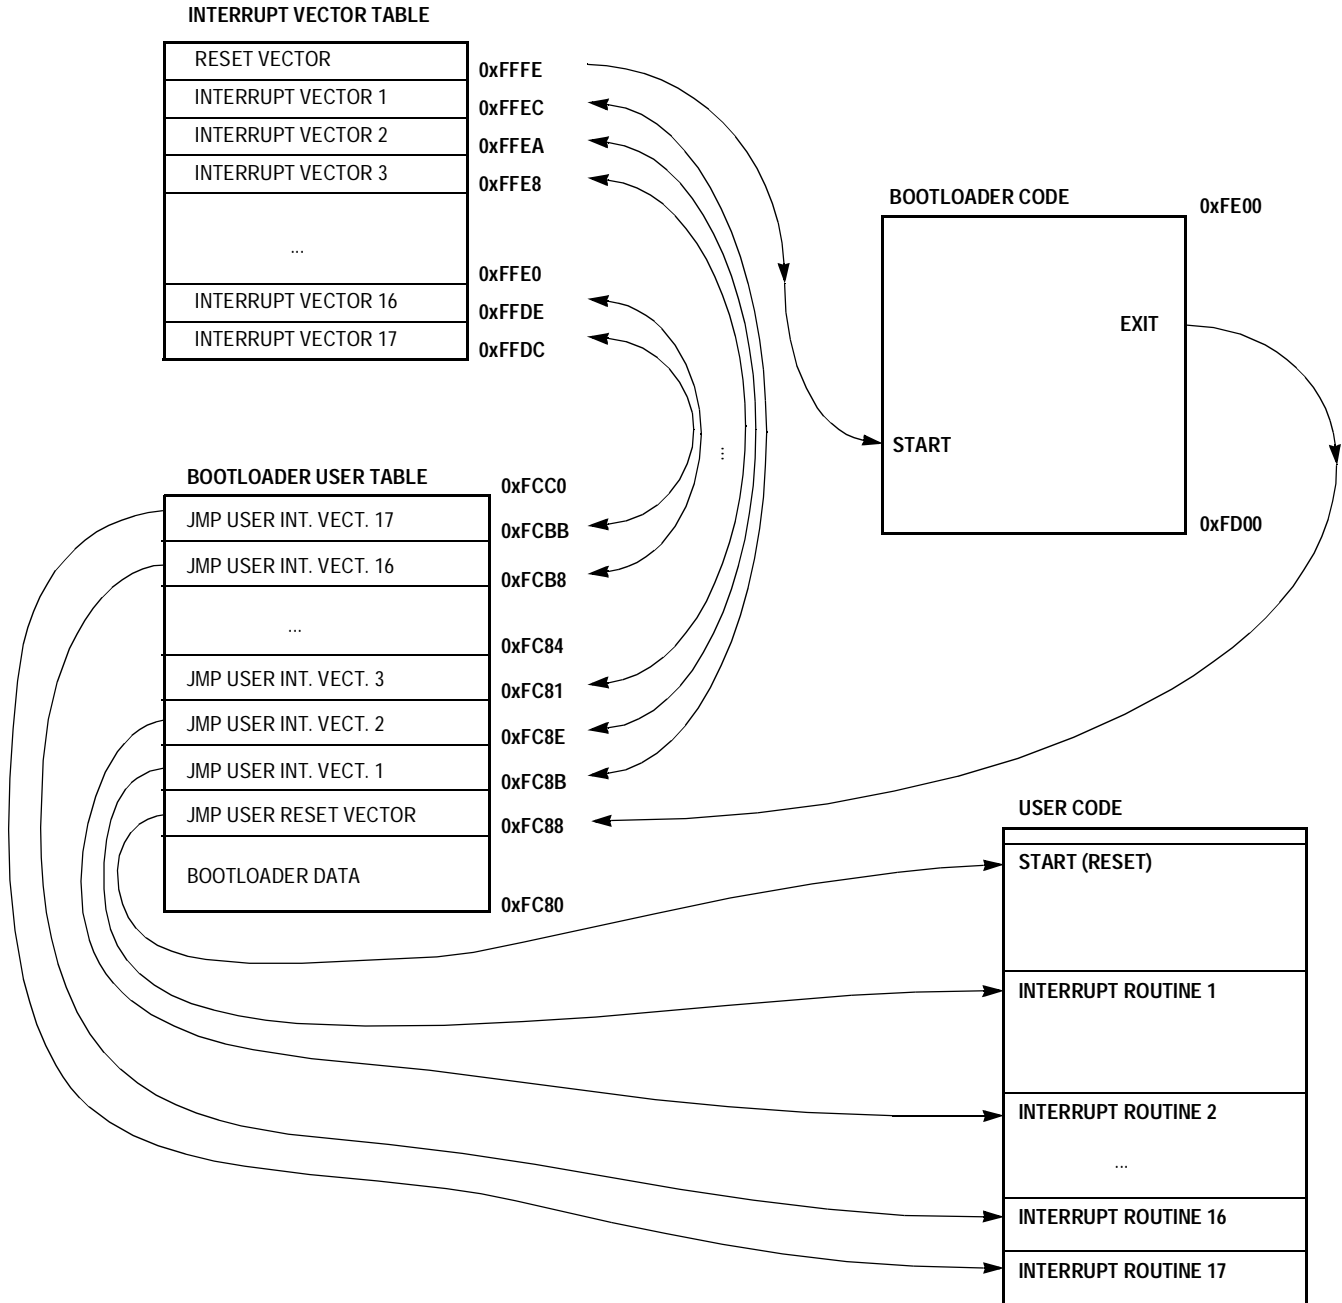 INTERRUPT VECTOR TABLE
RESET VECTOR
0xFFFE
INTERRUPT VECTOR 1
0xFFEC
INTERRUPT VECTOR 2
0xFFEA
INTERRUPT VECTOR 3
0xFFE8
...
0xFFE0
INTERRUPT VECTOR 16
0xFFDE
INTERRUPT VECTOR 17
0xFFDC
BOOTLOADER CODE
0xFE00
EXIT
START
0xFD00
...
BOOTLOADER USER TABLE
0xFCC0
JMP USER INT. VECT. 17
0xFCBB
JMP USER INT. VECT. 16
0xFCB8
...
0xFC84
JMP USER INT. VECT. 3
0xFC81
JMP USER INT. VECT. 2
0xFC8E
JMP USER INT. VECT. 1
0xFC8B
JMP USER RESET VECTOR
0xFC88
BOOTLOADER DATA
0xFC80
USER CODE
START (RESET)
INTERRUPT ROUTINE 1
INTERRUPT ROUTINE 2
...
INTERRUPT ROUTINE 16
INTERRUPT ROUTINE 17